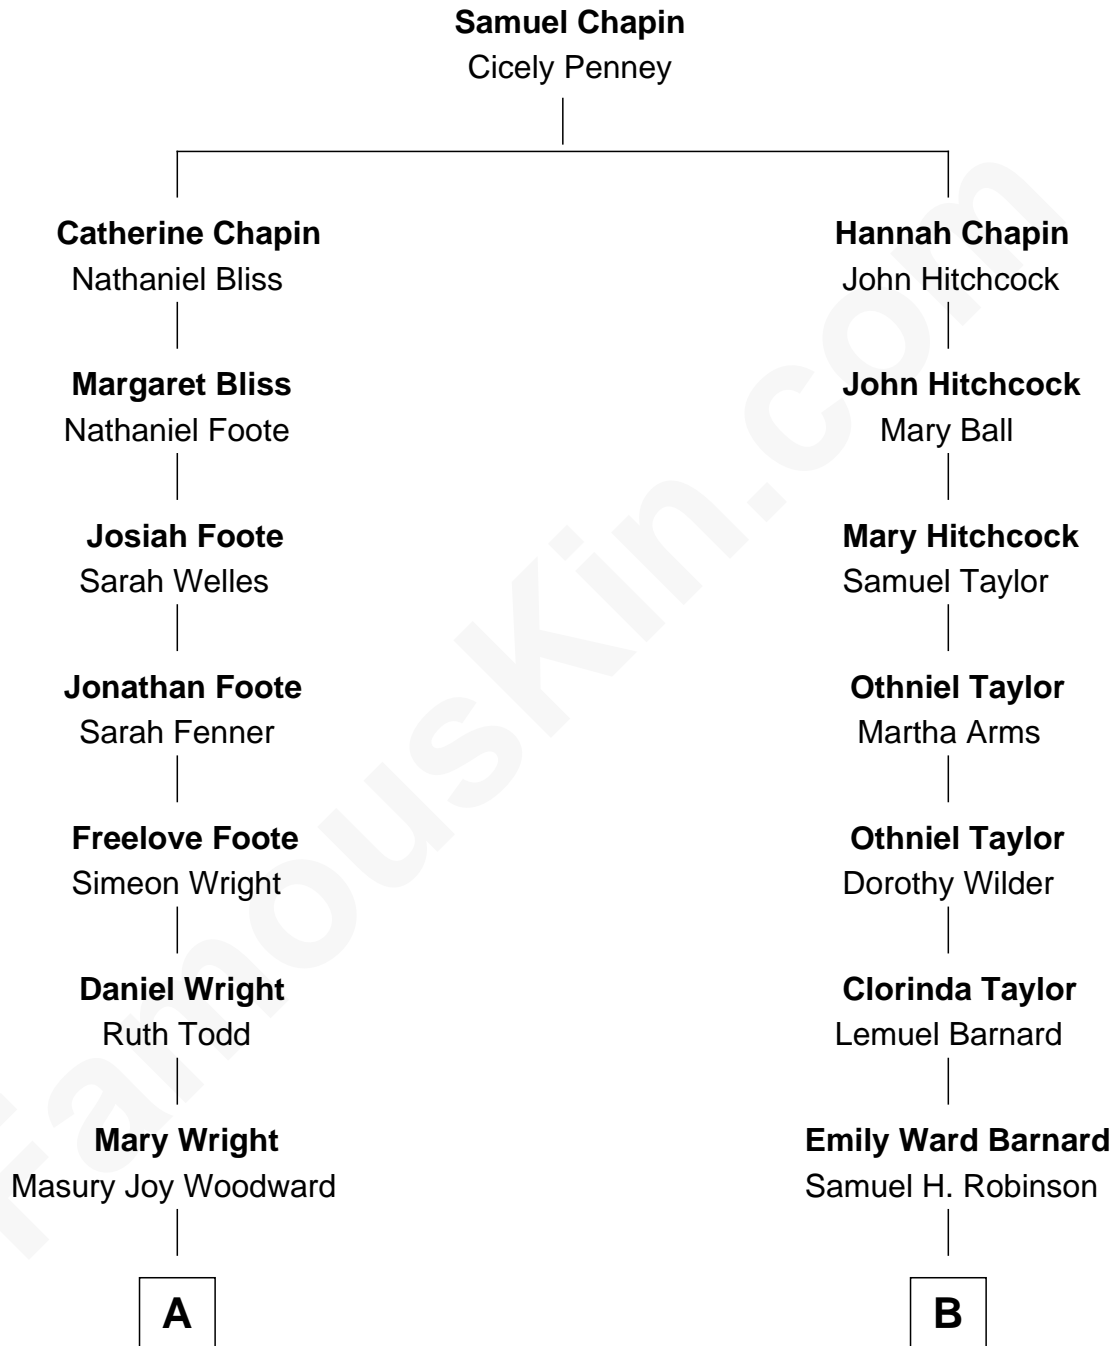 Samuel Chapin
Cicely Penney
Catherine Chapin
Nathaniel Bliss
Hannah Chapin
John Hitchcock
Margaret Bliss
Nathaniel Foote
John Hitchcock
Mary Ball
Josiah Foote
Sarah Welles
Mary Hitchcock
Samuel Taylor
Jonathan Foote
Sarah Fenner
Othniel Taylor
Martha Arms
Freelove Foote
Simeon Wright
Othniel Taylor
Dorothy Wilder
Daniel Wright
Ruth Todd
Clorinda Taylor
Lemuel Barnard
Mary Wright
Masury Joy Woodward
Emily Ward Barnard
Samuel H. Robinson
A
B
FamousKin.com